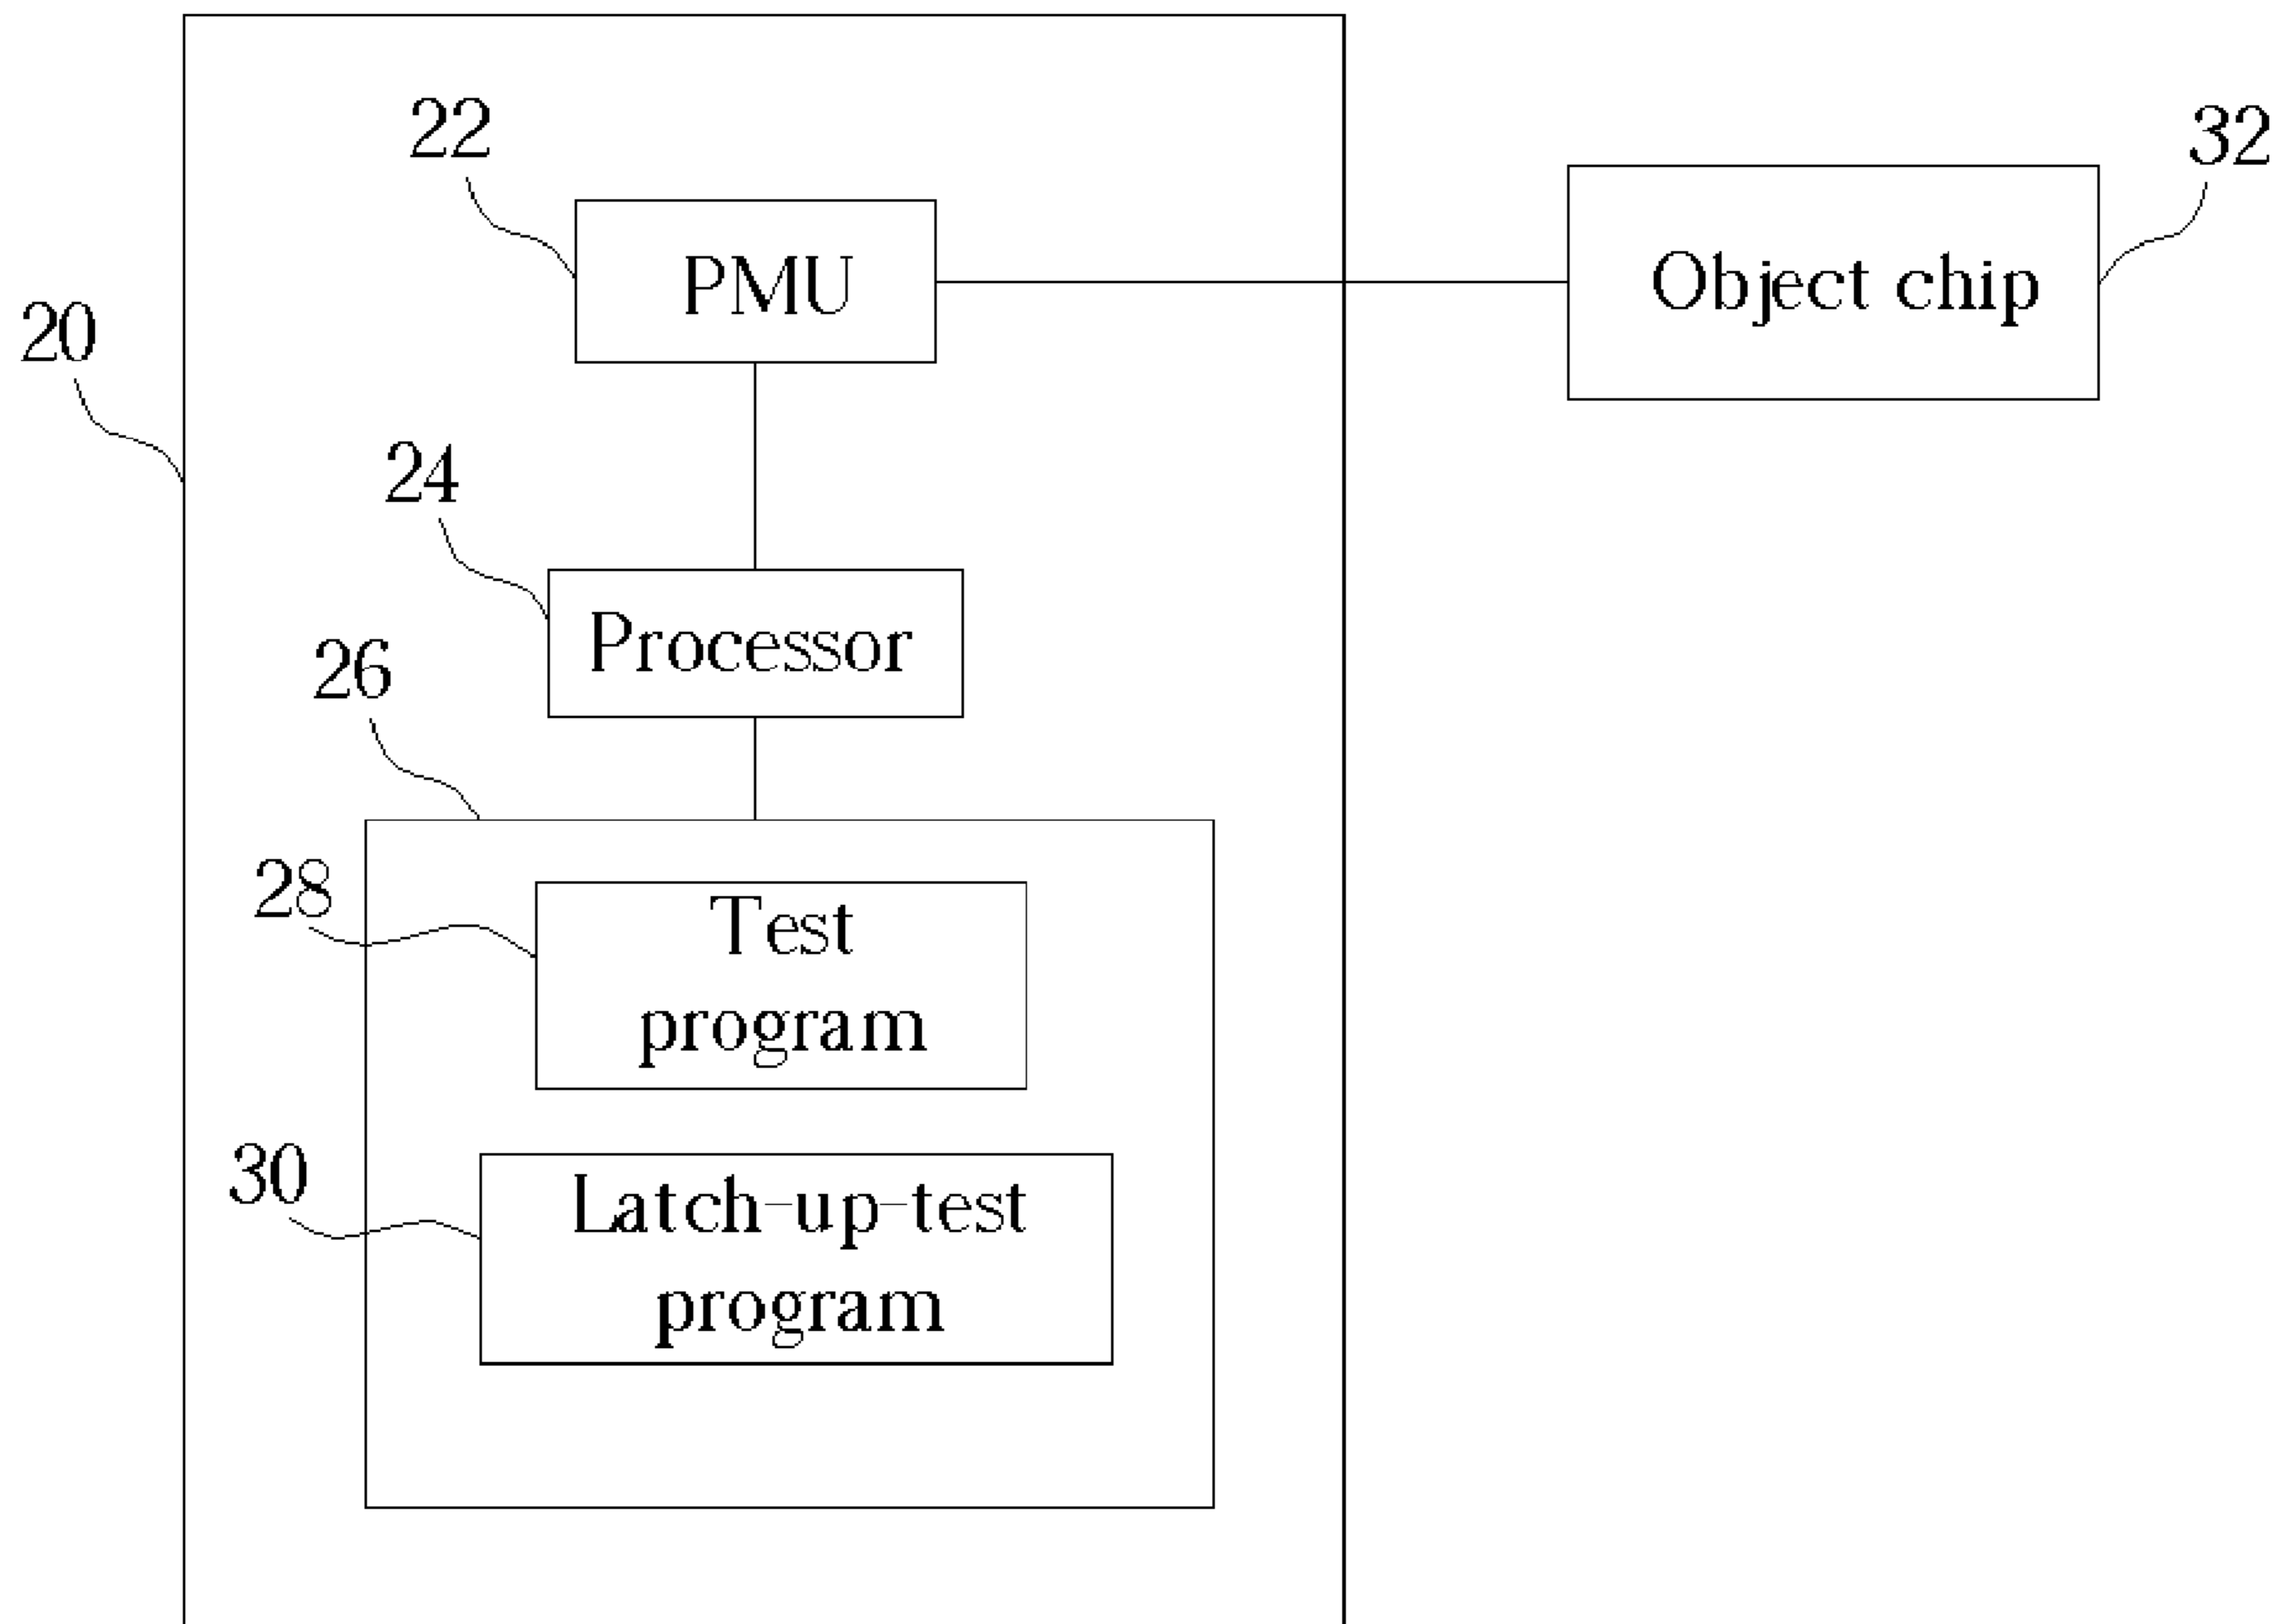 22
32
PMU
Object chip
20
24
Processor
26
28
Test
program
30
Latch-up-test
program